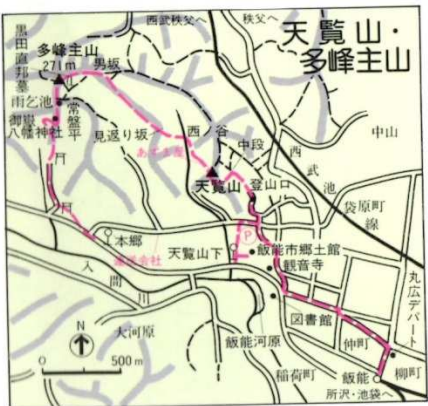 天覧山・
多峰主山
西武秩父へ
秩父へ
黒田直邦墓
多峰主山
271m
男坂
雨乞池
常盤平
御嶽
八幡神社
見返り坂
西ノ谷
中段
天覧山
登山口
中山
西武池袋線
原町
本郷
天覧山下
P
飯能市郷土館
観音寺
入間川
大河原
飯能河原
図書館
仲町
丸広デパート
稲荷町
飯能
柳町
所沢・池袋へ
N
0 500m